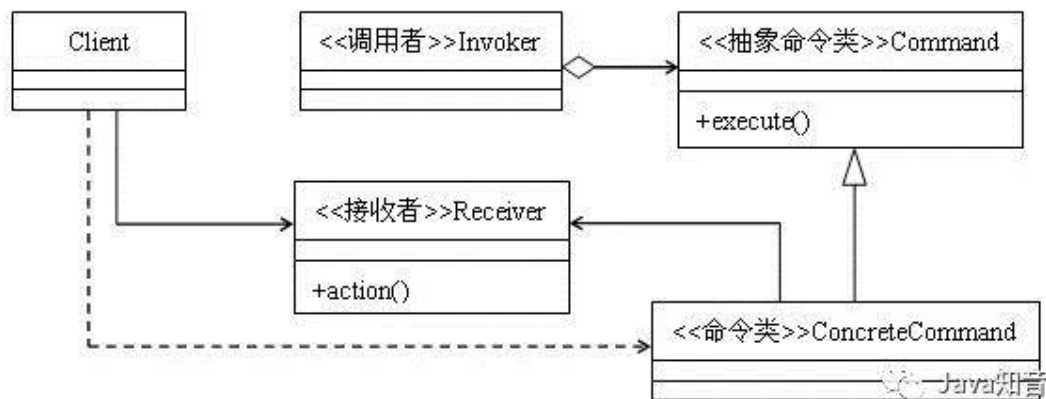 Client
<<调用者>>Invoker
<<抽象命令类>>Command
+execute()
<<接收者>>Receiver
+action()
<<命令类>>ConcreteCommand
Java知音